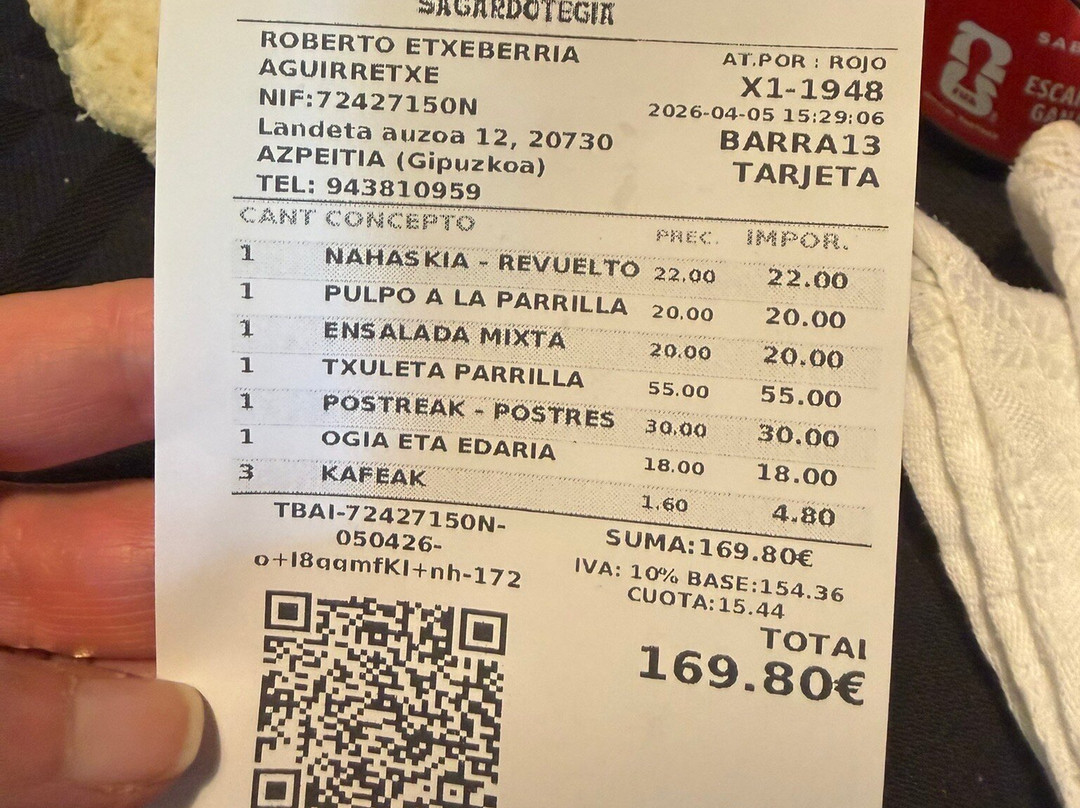 SAGARDOTEGIA
ROBERTO ETXEBERRIA
AGUIRRETXE
NIF:72427150N
Landeta auzoa 12, 20730
AZPEITIA (Gipuzkoa)
TEL: 943810959
AT.POR : ROJO
X1-1948
2026-04-05 15:29:06
BARRA13
TARJETA
CANT CONCEPTO PREC. IMPOR.
1 NAHASKIA - REVUELTO 22.00 22.00
1 PULPO A LA PARRILLA 20.00 20.00
1 ENSALADA MIXTA 20.00 20.00
1 TXULETA PARRILLA 55.00 55.00
1 POSTREAK - POSTRES 30.00 30.00
1 OGIA ETA EDARIA 18.00 18.00
3 KAFEAK 1.60 4.80
TBAI-72427150N-
050426-
o+I8qqmfKI+nh-172
SUMA:169.80€
IVA: 10% BASE:154.36
CUOTA:15.44
TOTAL
169.80€